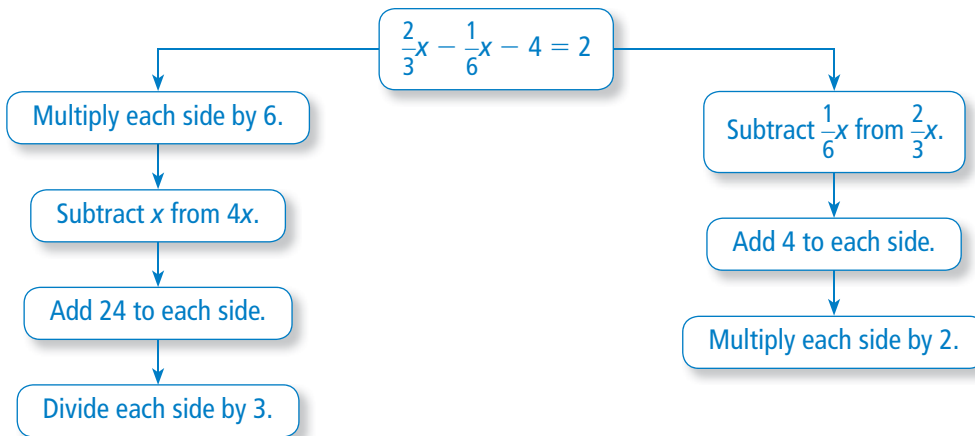 2/3x − 1/6x − 4 = 2
Multiply each side by 6.
Subtract x from 4x.
Add 24 to each side.
Divide each side by 3.
Subtract 1/6x from 2/3x.
Add 4 to each side.
Multiply each side by 2.